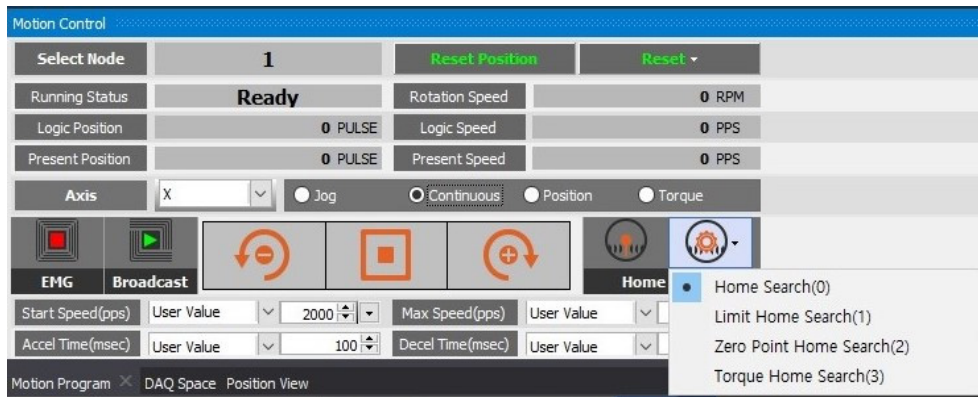 Motion Control
Select Node 1 Reset Position Reset
Running Status Ready Rotation Speed 0 RPM
Logic Position 0 PULSE Logic Speed 0 PPS
Present Position 0 PULSE Present Speed 0 PPS
Axis X Jog Continuous Position Torque
EMG Broadcast Home
Home Search(0)
Limit Home Search(1)
Zero Point Home Search(2)
Torque Home Search(3)
Start Speed(pps) User Value 2000 Max Speed(pps) User Value
Accel Time(msec) User Value 100 Decel Time(msec) User Value
Motion Program DAQ Space Position View